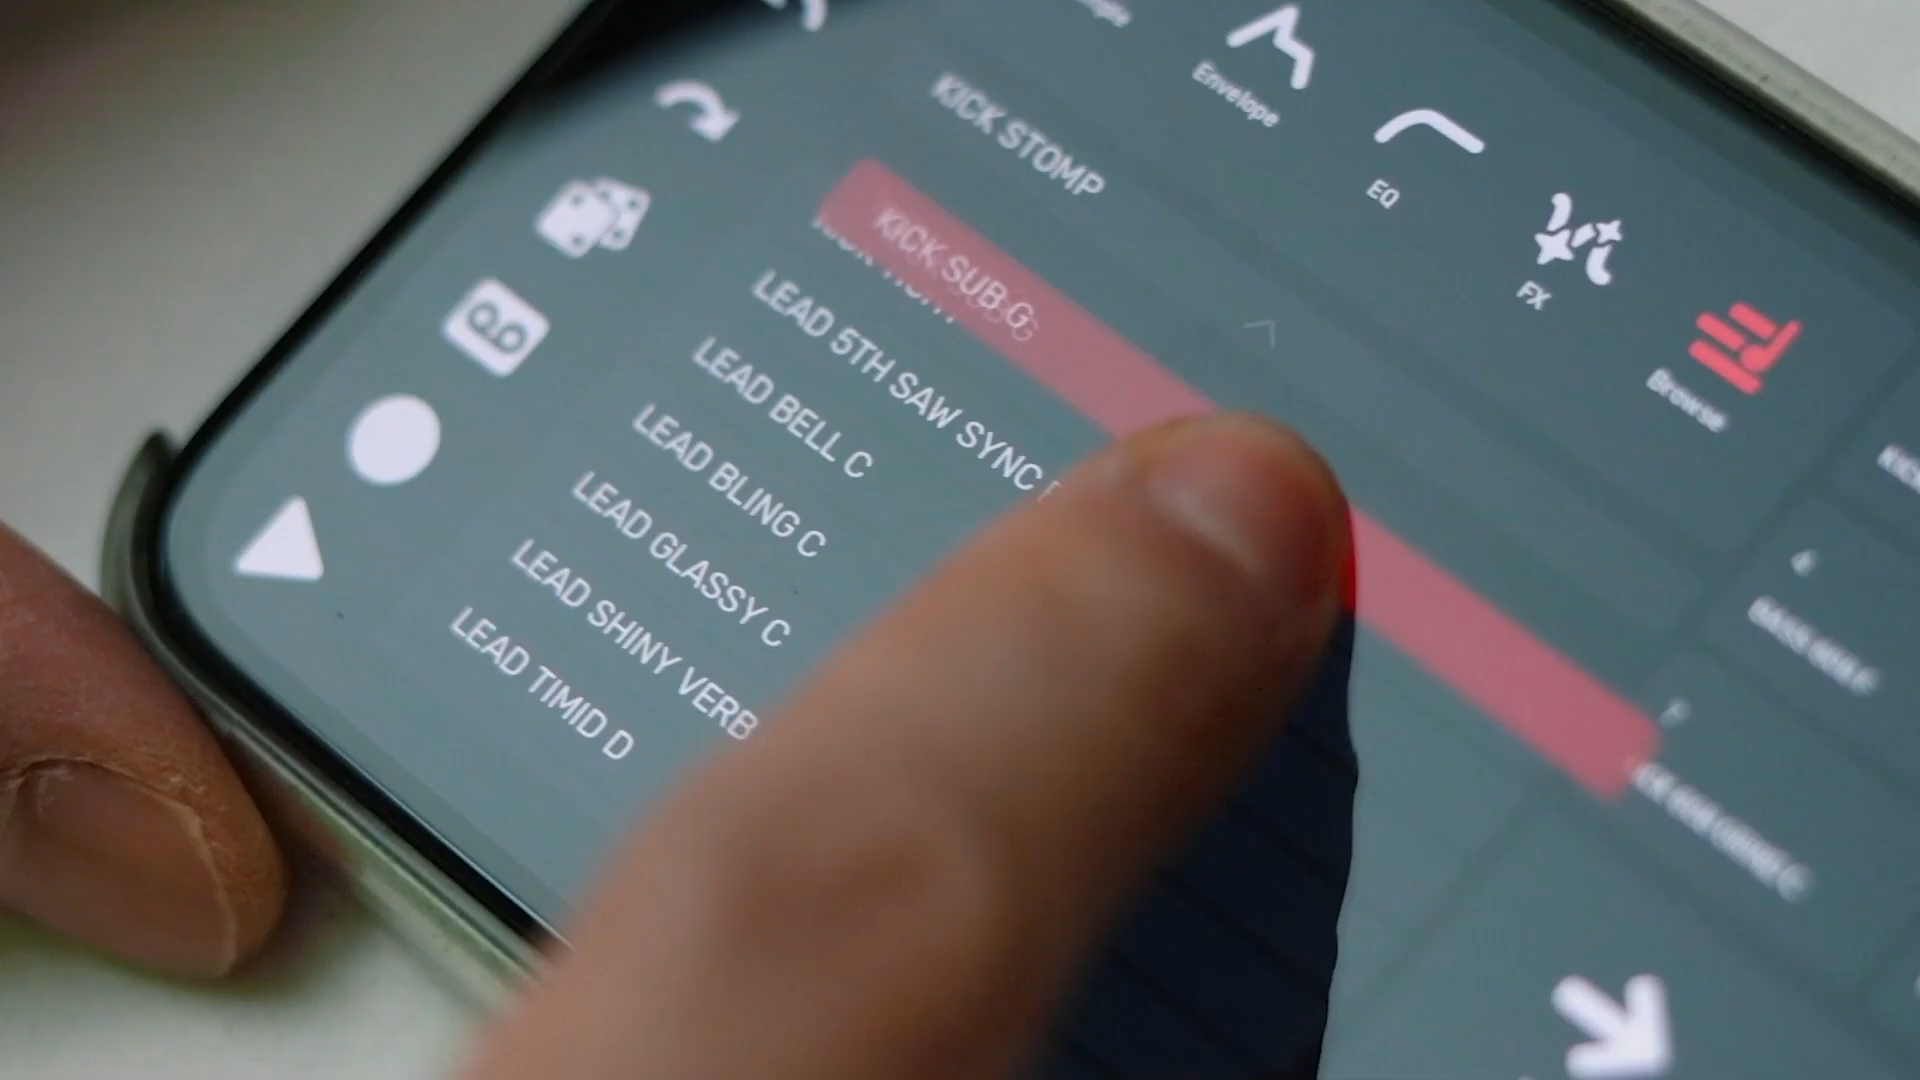 Envelope
EQ
FX
Browse
KICK STOMP
KICK SUB G
LEAD 5TH SAW SYNC
LEAD BELL C
LEAD BLING C
LEAD GLASSY C
LEAD SHINY VERB
LEAD TIMID D